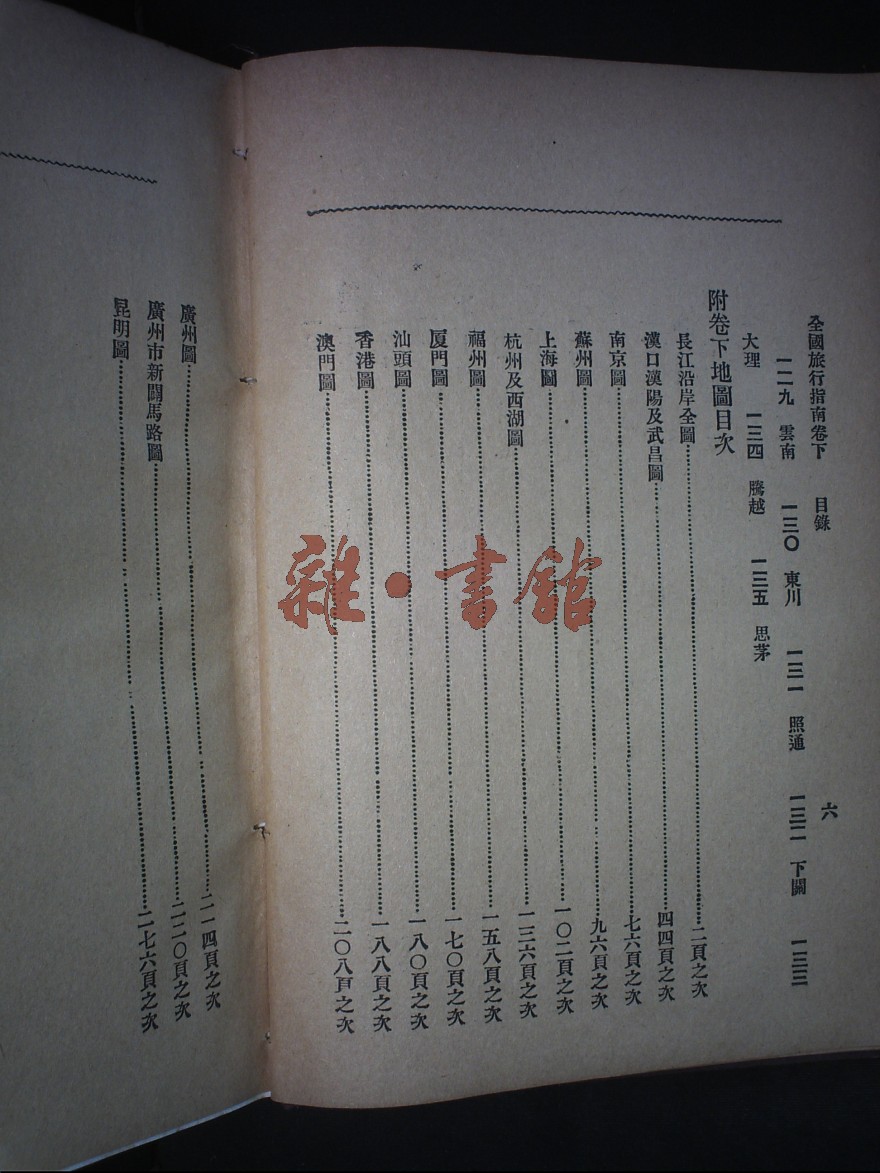 全國旅行指南卷下　目錄　六
一二九　雲南　一三〇　東川　一三一　照通　一三二　下關　一三三
大理　一三四　騰越　一三五　思茅
附卷下地圖目次
長江沿岸全圖……二頁之次
漢口漢陽及武昌圖……四四頁之次
南京圖……七六頁之次
蘇州圖……九六頁之次
上海圖……一〇二頁之次
杭州及西湖圖……一三六頁之次
福州圖……一五八頁之次
厦門圖……一七〇頁之次
汕頭圖……一八〇頁之次
香港圖……一八八頁之次
澳門圖……二〇八頁之次
廣州圖……二一四頁之次
廣州市新闢馬路圖……二二〇頁之次
昆明圖……二七六頁之次
雜·書館